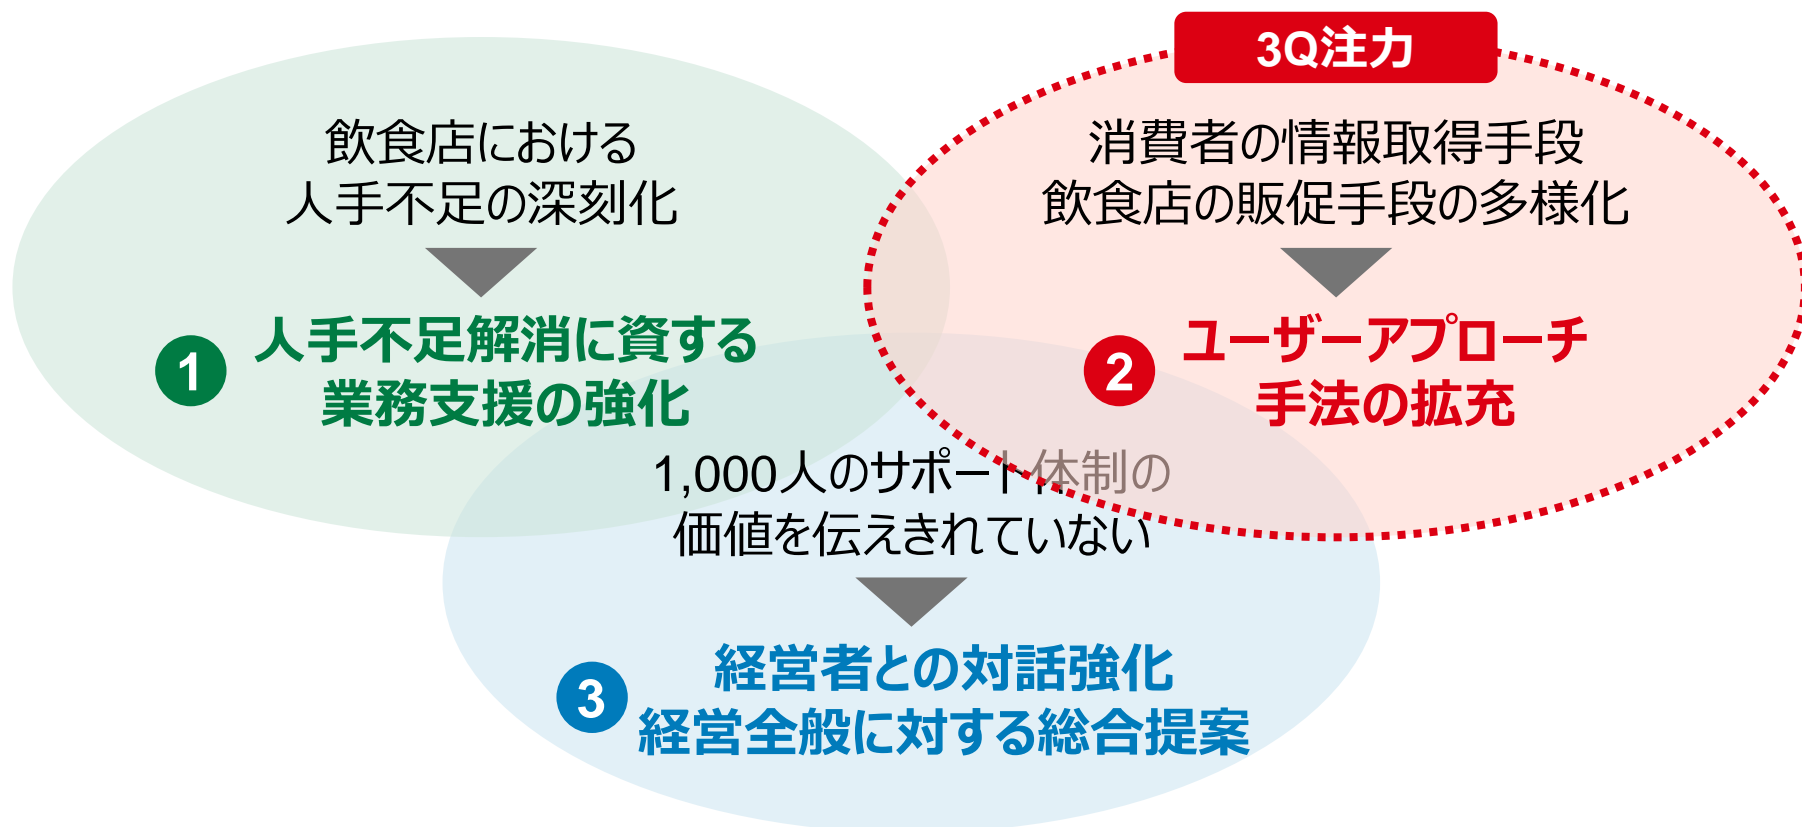 飲食店における
人手不足の深刻化
1 人手不足解消に資する
業務支援の強化
3Q注力
消費者の情報取得手段
飲食店の販促手段の多様化
2 ユーザーアプローチ
手法の拡充
1,000人のサポート体制の
価値を伝えきれていない
3 経営者との対話強化
経営全般に対する総合提案